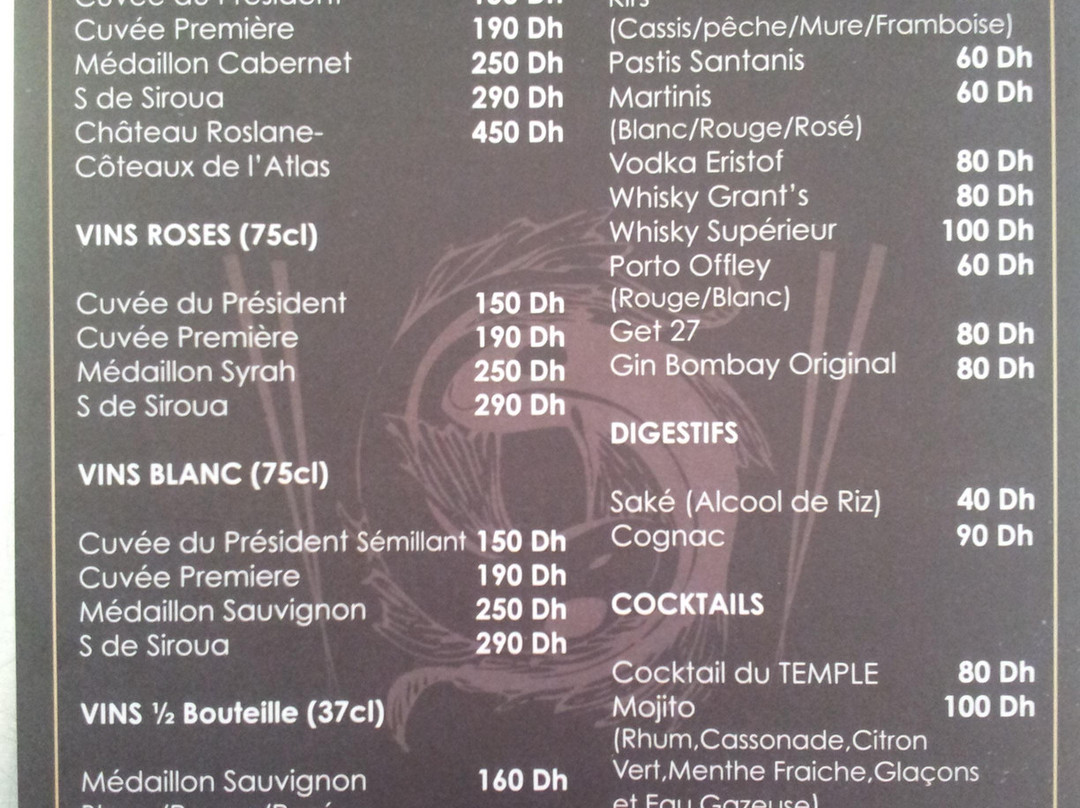 Cuvée du Président
Cuvée Première 190 Dh
Médaillon Cabernet 250 Dh
S de Siroua 290 Dh
Château Roslane- 450 Dh
Côteaux de l'Atlas
VINS ROSES (75cl)
Cuvée du Président 150 Dh
Cuvée Première 190 Dh
Médaillon Syrah 250 Dh
S de Siroua 290 Dh
VINS BLANC (75cl)
Cuvée du Président Sémillant 150 Dh
Cuvée Premiere 190 Dh
Médaillon Sauvignon 250 Dh
S de Siroua 290 Dh
VINS ½ Bouteille (37cl)
Médaillon Sauvignon 160 Dh
Kirs
(Cassis/pêche/Mure/Framboise)
Pastis Santanis 60 Dh
Martinis 60 Dh
(Blanc/Rouge/Rosé)
Vodka Eristof 80 Dh
Whisky Grant's 80 Dh
Whisky Supérieur 100 Dh
Porto Offley 60 Dh
(Rouge/Blanc)
Get 27 80 Dh
Gin Bombay Original 80 Dh
DIGESTIFS
Saké (Alcool de Riz) 40 Dh
Cognac 90 Dh
COCKTAILS
Cocktail du TEMPLE 80 Dh
Mojito 100 Dh
(Rhum,Cassonade,Citron
Vert,Menthe Fraiche,Glaçons
et Eau Gazeuse)